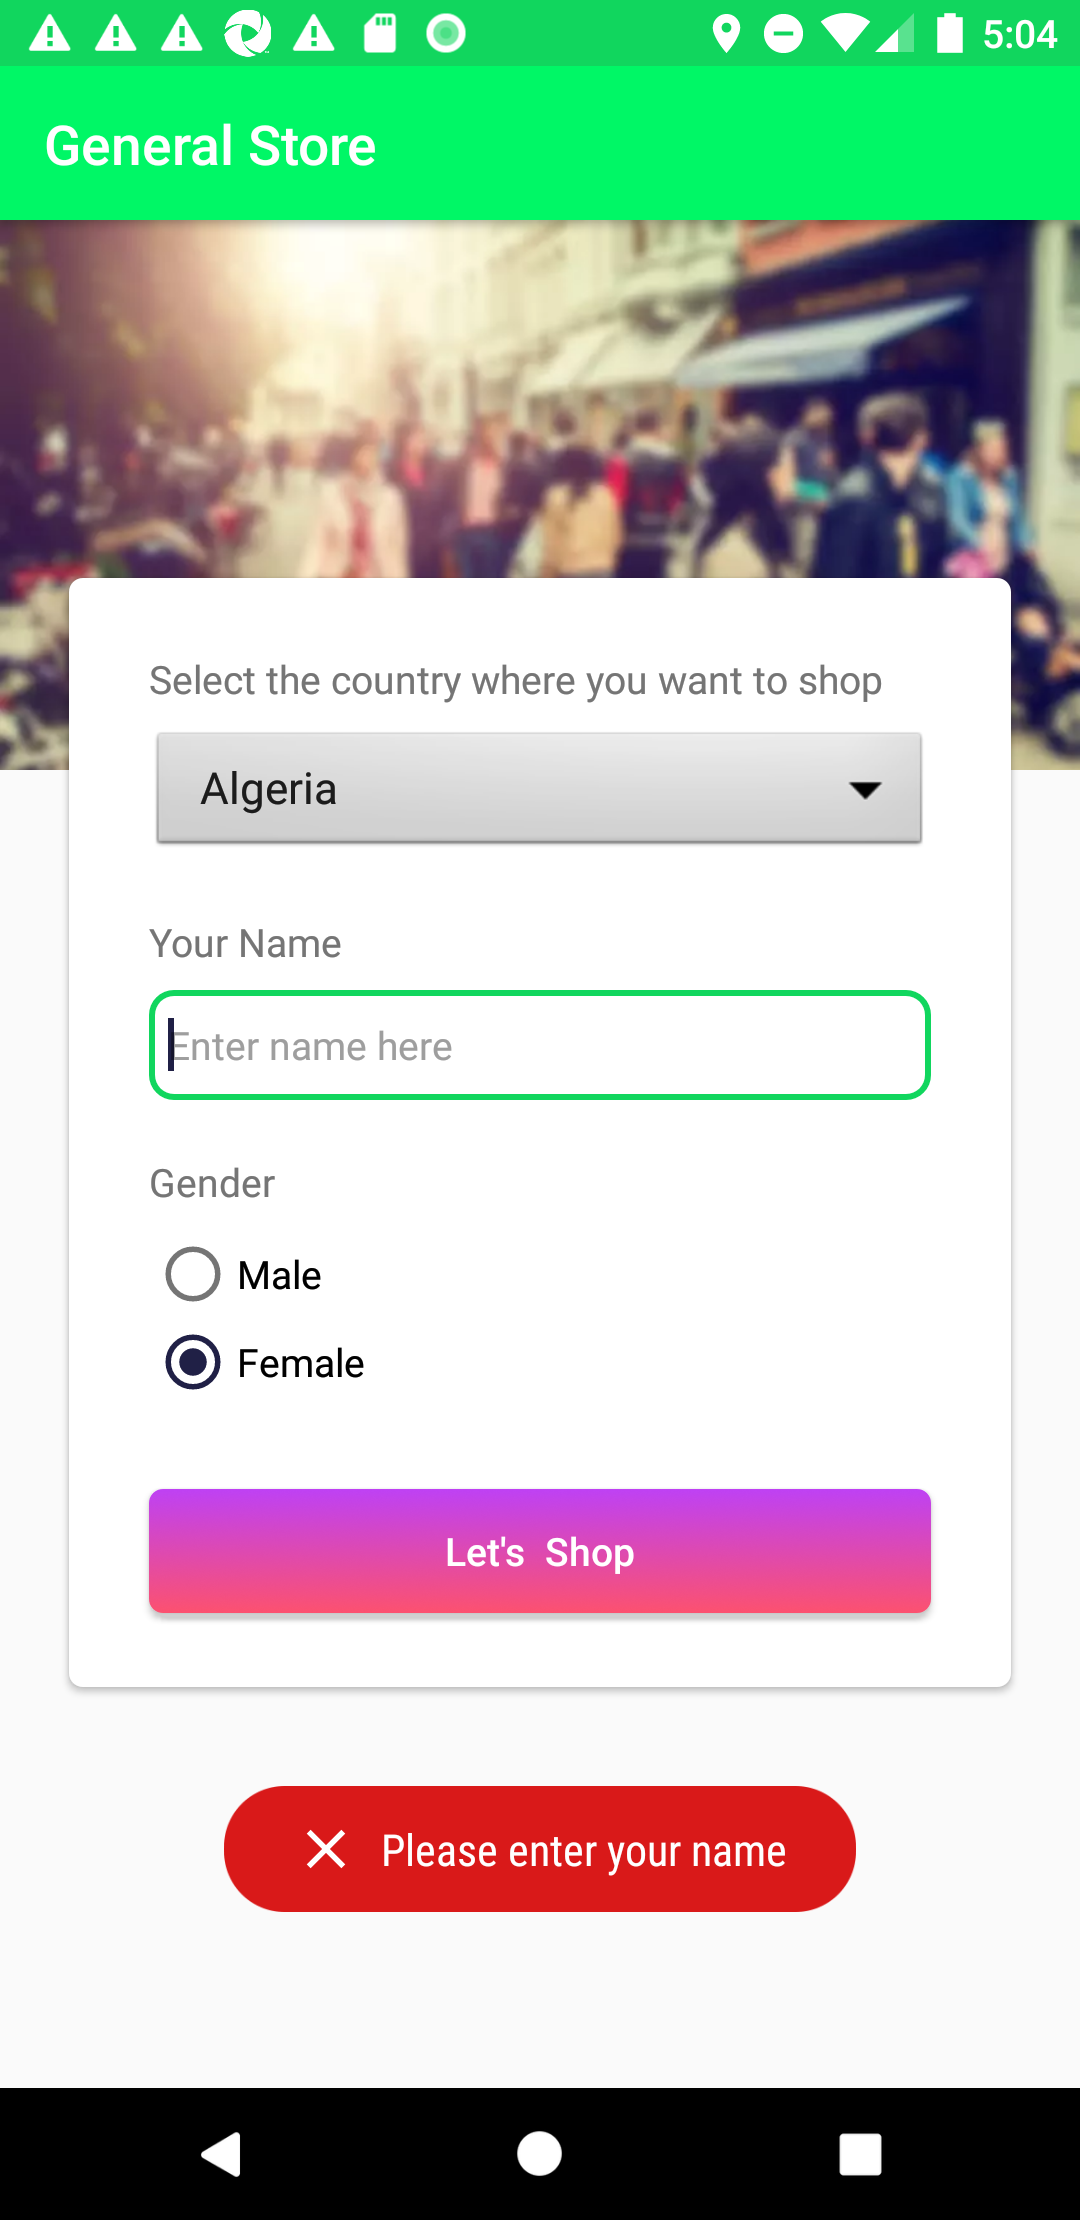 5:04
General Store
Select the country where you want to shop
Algeria
Your Name
Enter name here
Gender
Male
Female
Let's  Shop
Please enter your name